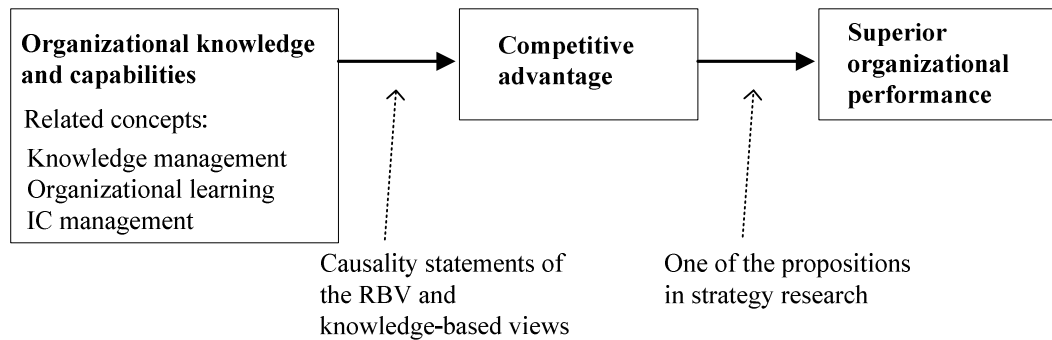 Organizational knowledge
and capabilities
Related concepts:
Knowledge management
Organizational learning
IC management
Competitive
advantage
Superior
organizational
performance
Causality statements of
the RBV and
knowledge-based views
One of the propositions
in strategy research